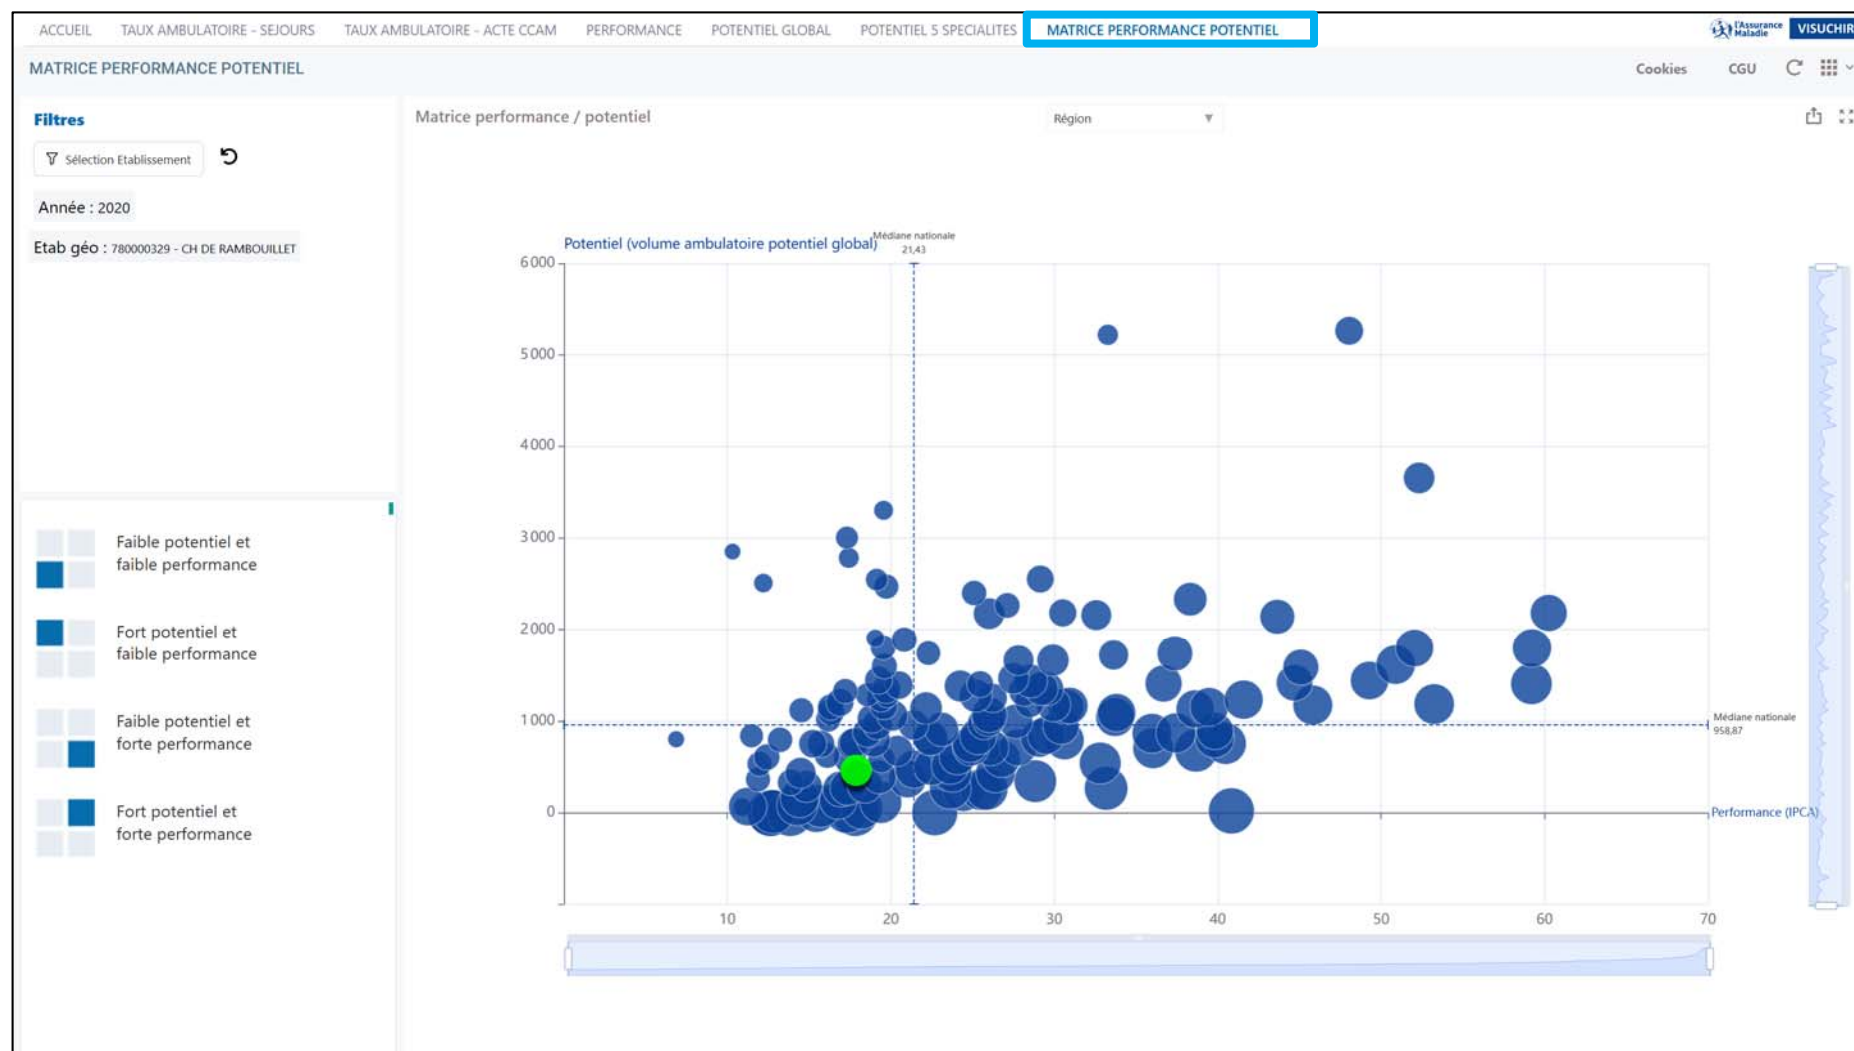 ACCUEIL TAUX AMBULATOIRE - SEJOURS TAUX AMBULATOIRE - ACTE CCAM PERFORMANCE POTENTIEL GLOBAL POTENTIEL 5 SPECIALITES MATRICE PERFORMANCE POTENTIEL l'Assurance Maladie VISUCHIR
MATRICE PERFORMANCE POTENTIEL Cookies CGU
Filtres
Matrice performance / potentiel Région
Sélection Etablissement
Année : 2020
Etab géo : 780000329 - CH DE RAMBOUILLET
Potentiel (volume ambulatoire potentiel global)
Médiane nationale
21,43
6 000
5 000
4 000
3 000
2 000
1 000
0
Médiane nationale
958,87
Performance (IPCA)
10 20 30 40 50 60 70
Faible potentiel et
faible performance
Fort potentiel et
faible performance
Faible potentiel et
forte performance
Fort potentiel et
forte performance